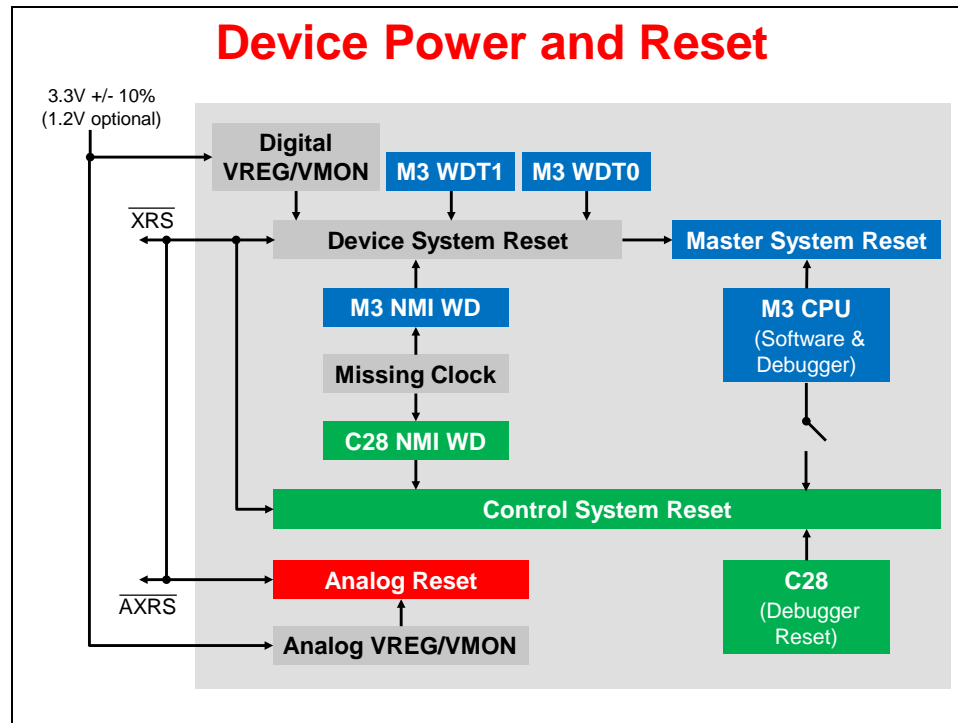 Device Power and Reset
3.3V +/- 10%
(1.2V optional)
Digital
VREG/VMON
M3 WDT1
M3 WDT0
XRS
Device System Reset
Master System Reset
M3 NMI WD
M3 CPU
(Software &
Debugger)
Missing Clock
C28 NMI WD
Control System Reset
Analog Reset
C28
(Debugger
Reset)
AXRS
Analog VREG/VMON